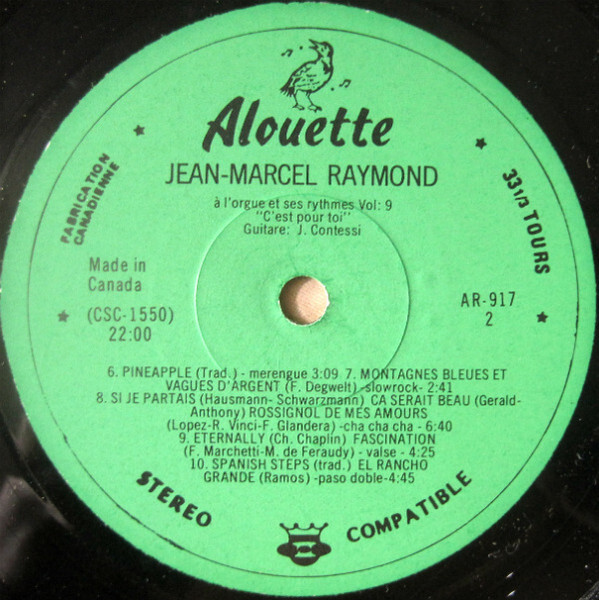 Alouette
JEAN-MARCEL RAYMOND
à l'orgue et ses rythmes Vol: 9
"C'est pour toi"
Guitare: J. Contessi
FABRICATION
CANADIENNE
33 1/3 TOURS
Made in
Canada
(CSC-1550)
22:00
AR-917
2
6. PINEAPPLE (Trad.) - merengue 3:09 7. MONTAGNES BLEUES ET
VAGUES D'ARGENT (F. Degwelt) -slowrock- 2:41
8. SI JE PARTAIS (Hausmann- Schwarzmann) CA SERAIT BEAU (Gerald-
Anthony) ROSSIGNOL DE MES AMOURS
(Lopez-R. Vinci-F. Glandera) -cha cha cha - 6:40
9. ETERNALLY (Ch. Chaplin) FASCINATION
(F. Marchetti-M. de Feraudy) - valse - 4:25
10. SPANISH STEPS (trad.) EL RANCHO
GRANDE (Ramos) -paso doble-4:45
STEREO
COMPATIBLE